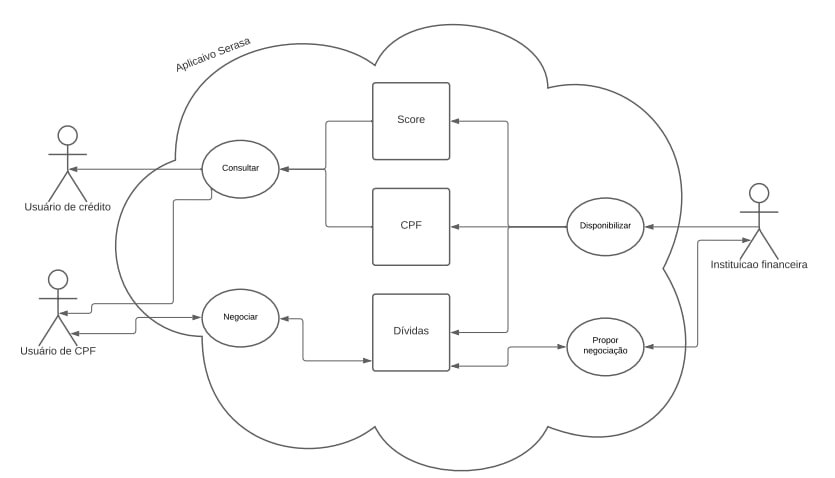 Aplicaivo Serasa
Score
Consultar
Usuário de crédito
CPF
Disponibilizar
Instituicao financeira
Negociar
Dívidas
Propor
negociação
Usuário de CPF